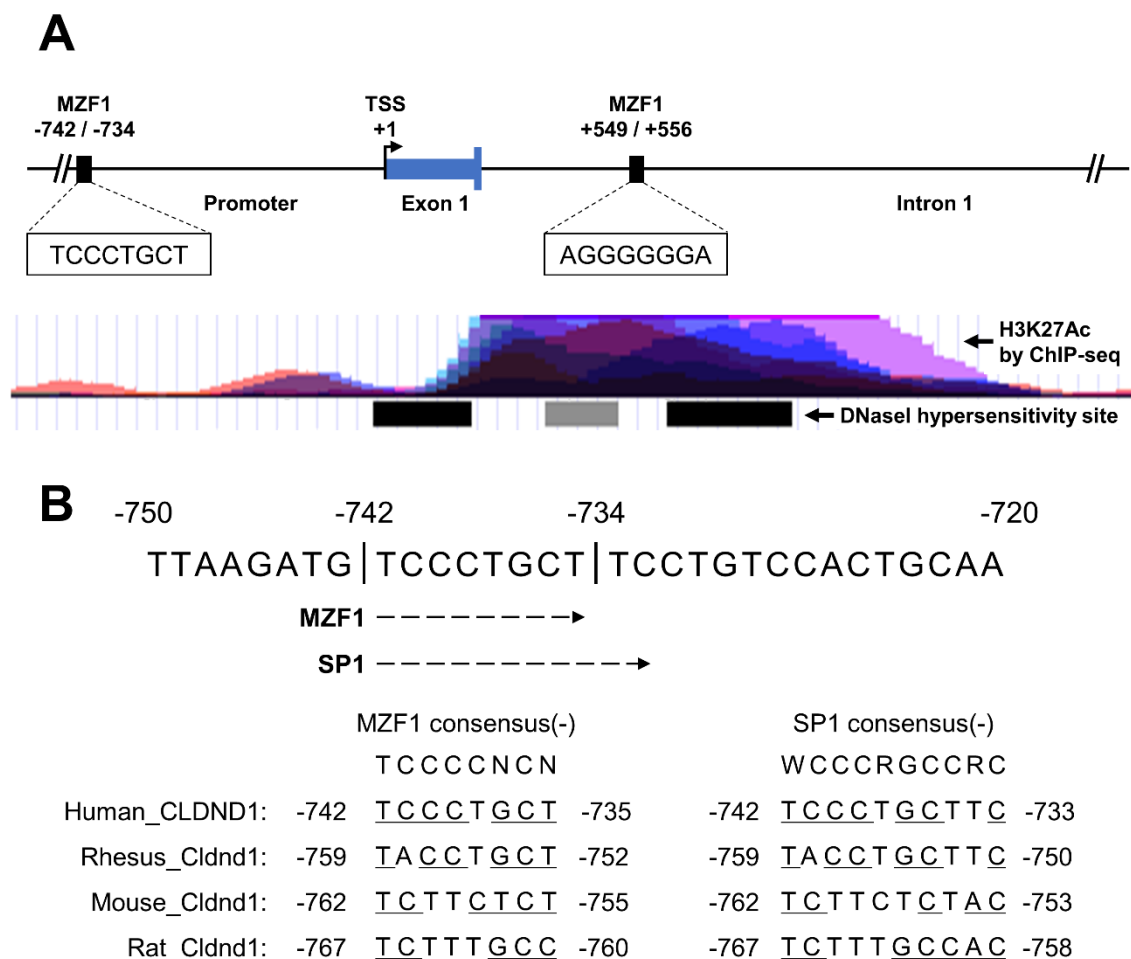 A
MZF1
-742 / -734
TSS
+1
MZF1
+549 / +556
Promoter
Exon 1
Intron 1
TCCCTGCT
AGGGGGGA
H3K27Ac
by ChIP-seq
DNaseI hypersensitivity site
B
-750 -742 -734 -720
TTAAGATG|TCCCTGCT|TCCTGTCCACTGCAA
MZF1
SP1
MZF1 consensus(-) SP1 consensus(-)
TCCCCNCN WCCCRGCCRC
Human_CLDND1: -742 TCCCTGCT -735 -742 TCCCTGCTTC -733
Rhesus_Cldnd1: -759 TACCTGCT -752 -759 TACCTGCTTC -750
Mouse_Cldnd1: -762 TCTTCTCT -755 -762 TCTTCTCTAC -753
Rat_Cldnd1: -767 TCTTTGCC -760 -767 TCTTTGCCAC -758